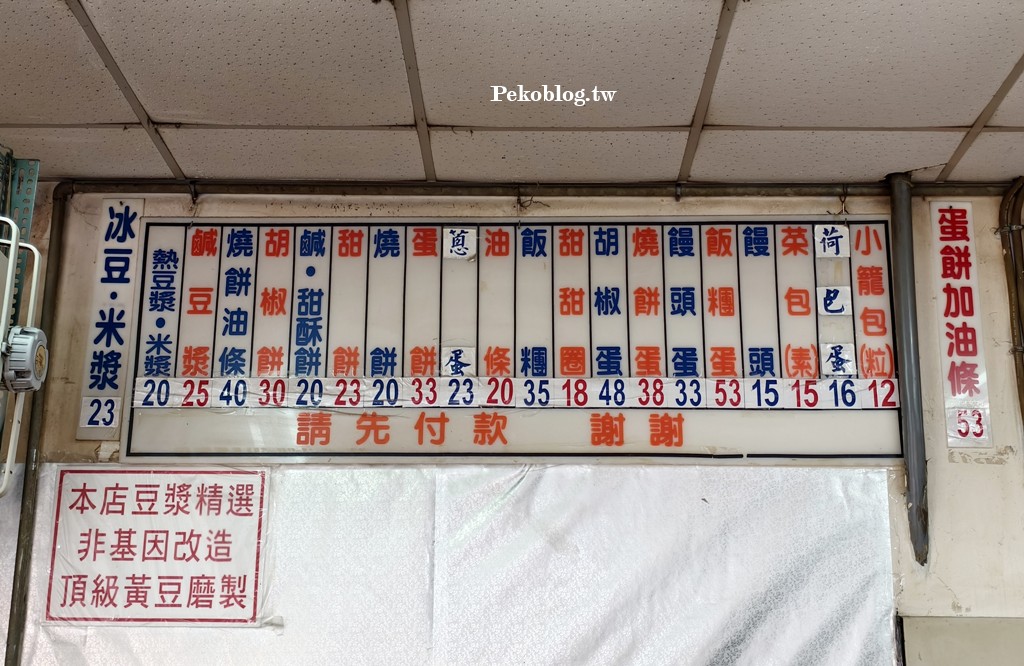 Pekoblog.tw
冰豆·米漿 23
熱豆漿·米漿 20
鹹豆漿 25
燒餅油條 40
胡椒餅 30
鹹·甜酥餅 20
甜餅 23
燒餅 20
蛋餅 33
蔥蛋 23
油條 20
飯糰 35
甜甜圈 18
胡椒蛋 48
燒餅蛋 38
饅頭蛋 33
飯糰蛋 53
饅頭 15
菜包(素) 15
荷包蛋 16
小籠包(粒) 12
蛋餅加油條 53
請先付款 謝謝
本店豆漿精選
非基因改造
頂級黃豆磨製